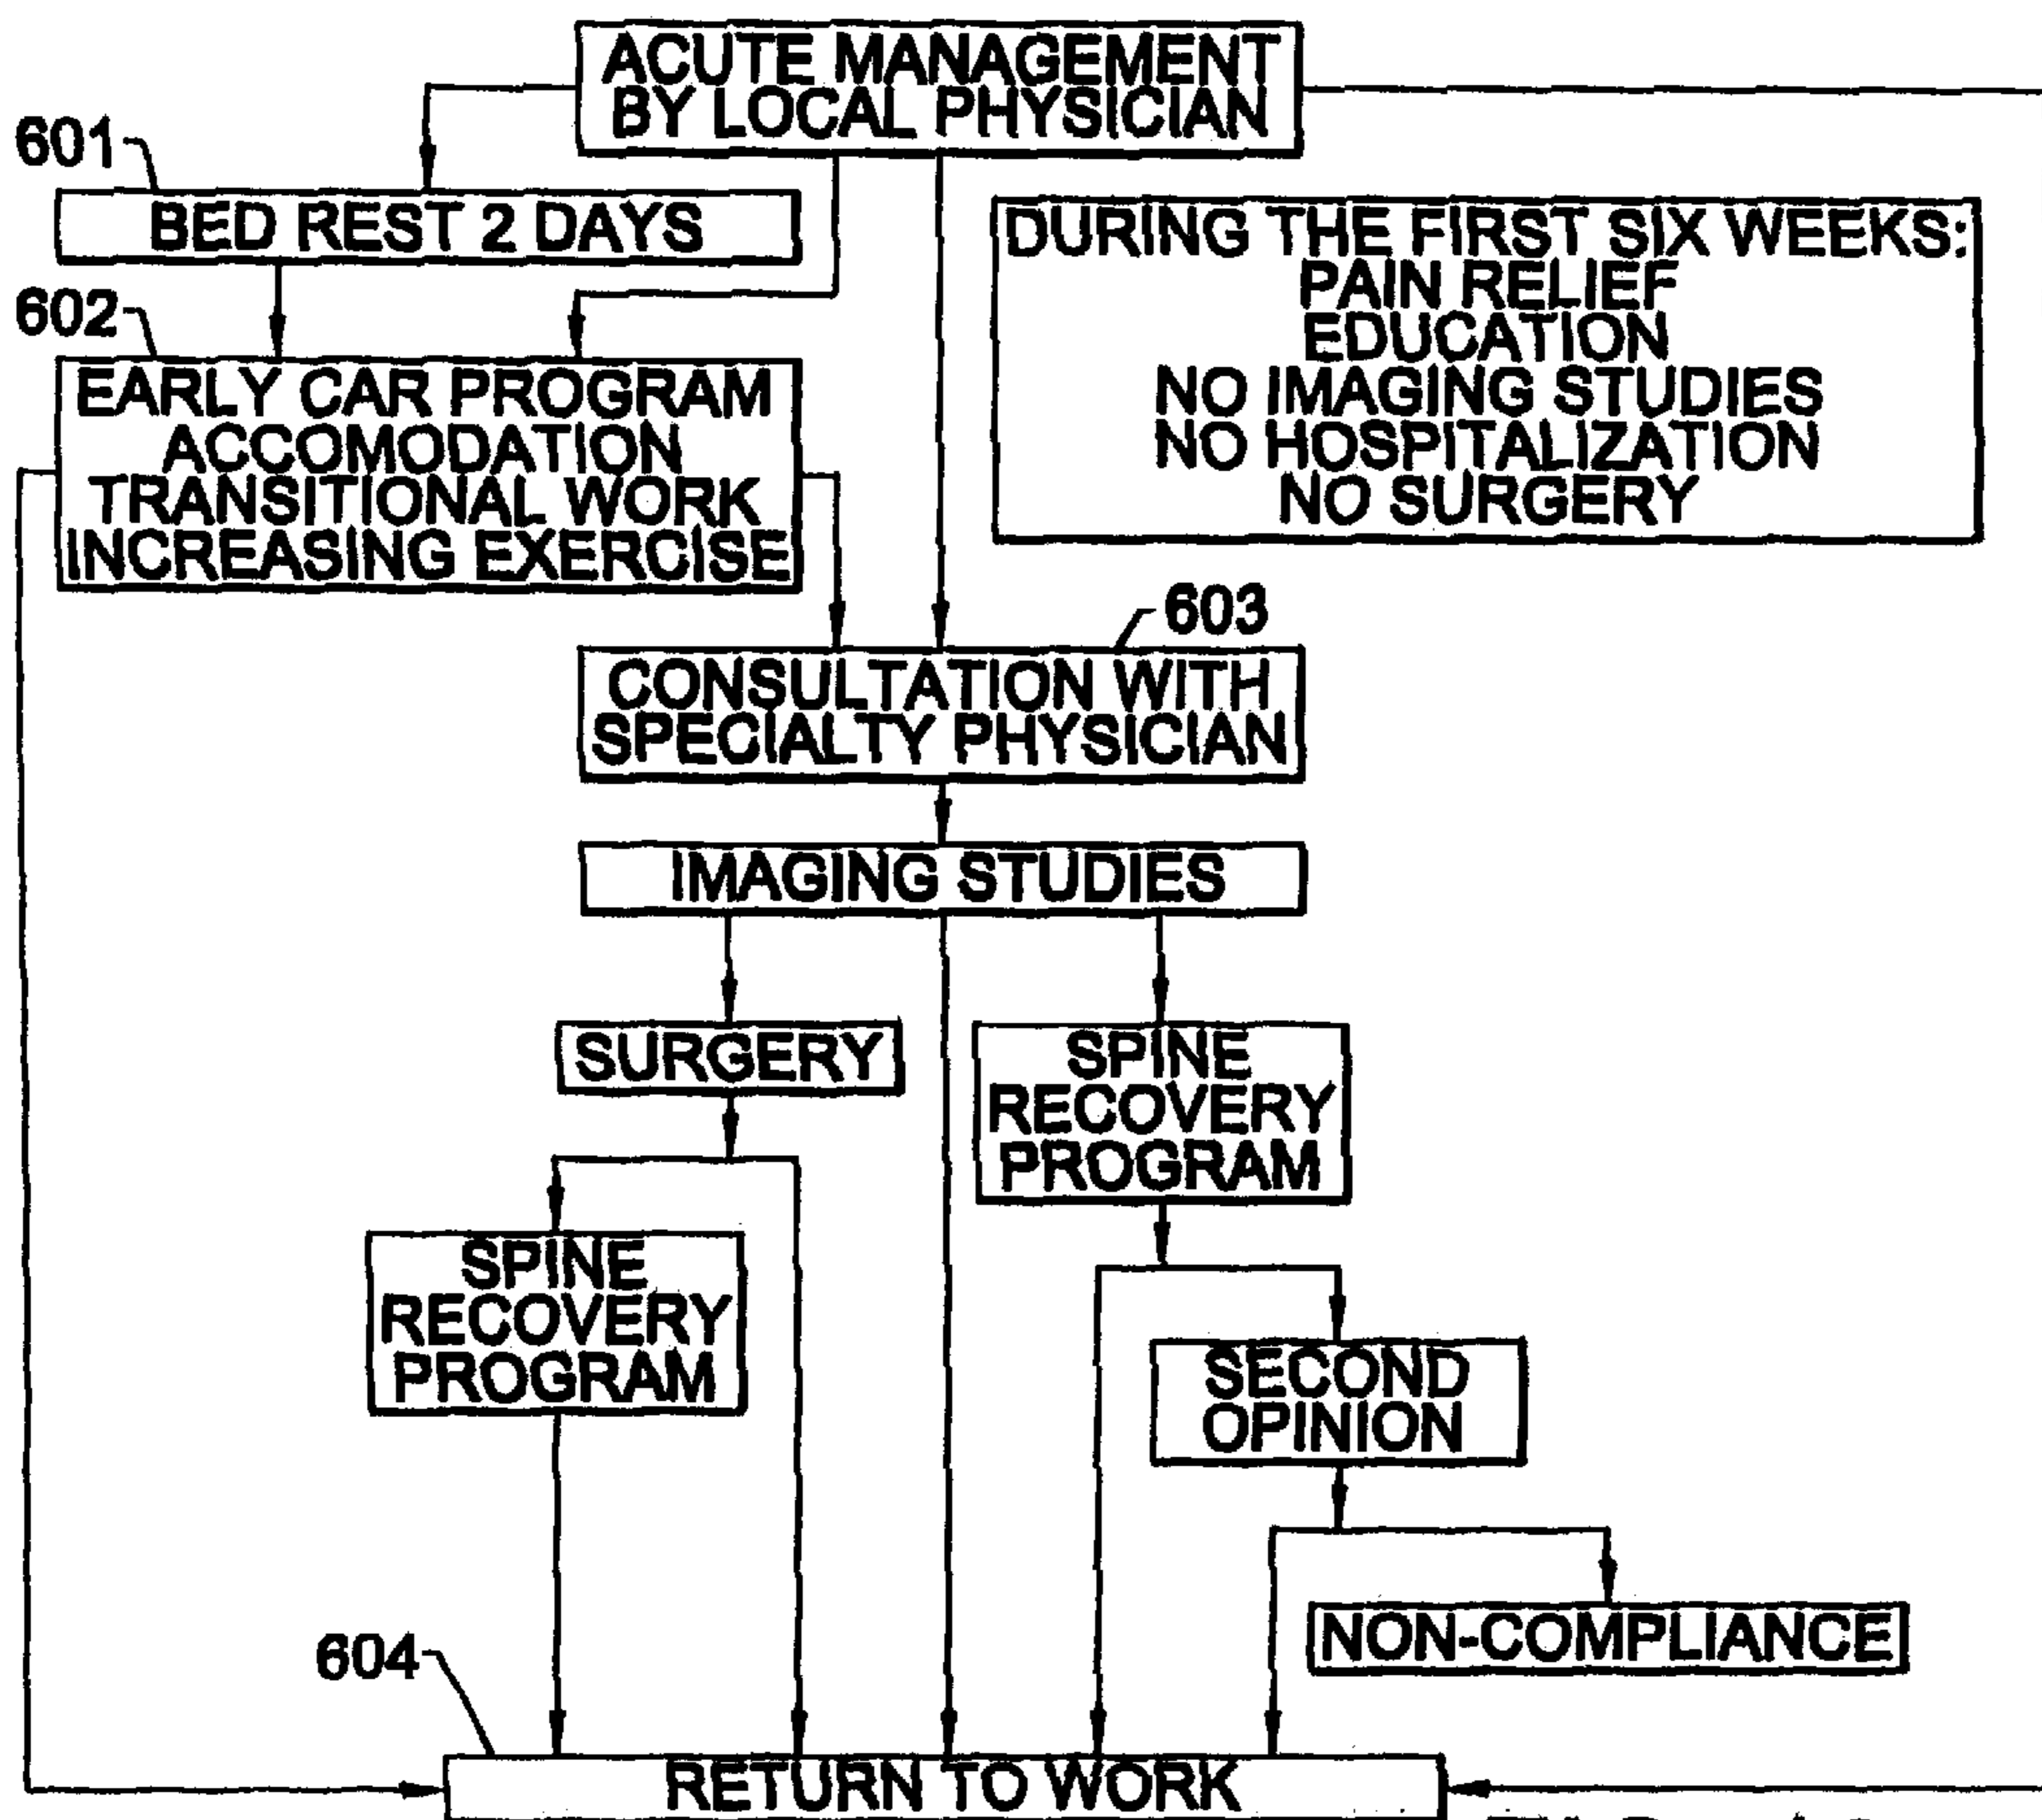 ACUTE MANAGEMENT
BY LOCAL PHYSICIAN
601
BED REST 2 DAYS
DURING THE FIRST SIX WEEKS:
PAIN RELIEF
EDUCATION
NO IMAGING STUDIES
NO HOSPITALIZATION
NO SURGERY
602
EARLY CAR PROGRAM
ACCOMODATION
TRANSITIONAL WORK
INCREASING EXERCISE
603
CONSULTATION WITH
SPECIALTY PHYSICIAN
IMAGING STUDIES
SURGERY
SPINE
RECOVERY
PROGRAM
SPINE
RECOVERY
PROGRAM
SECOND
OPINION
NON-COMPLIANCE
604
RETURN TO WORK